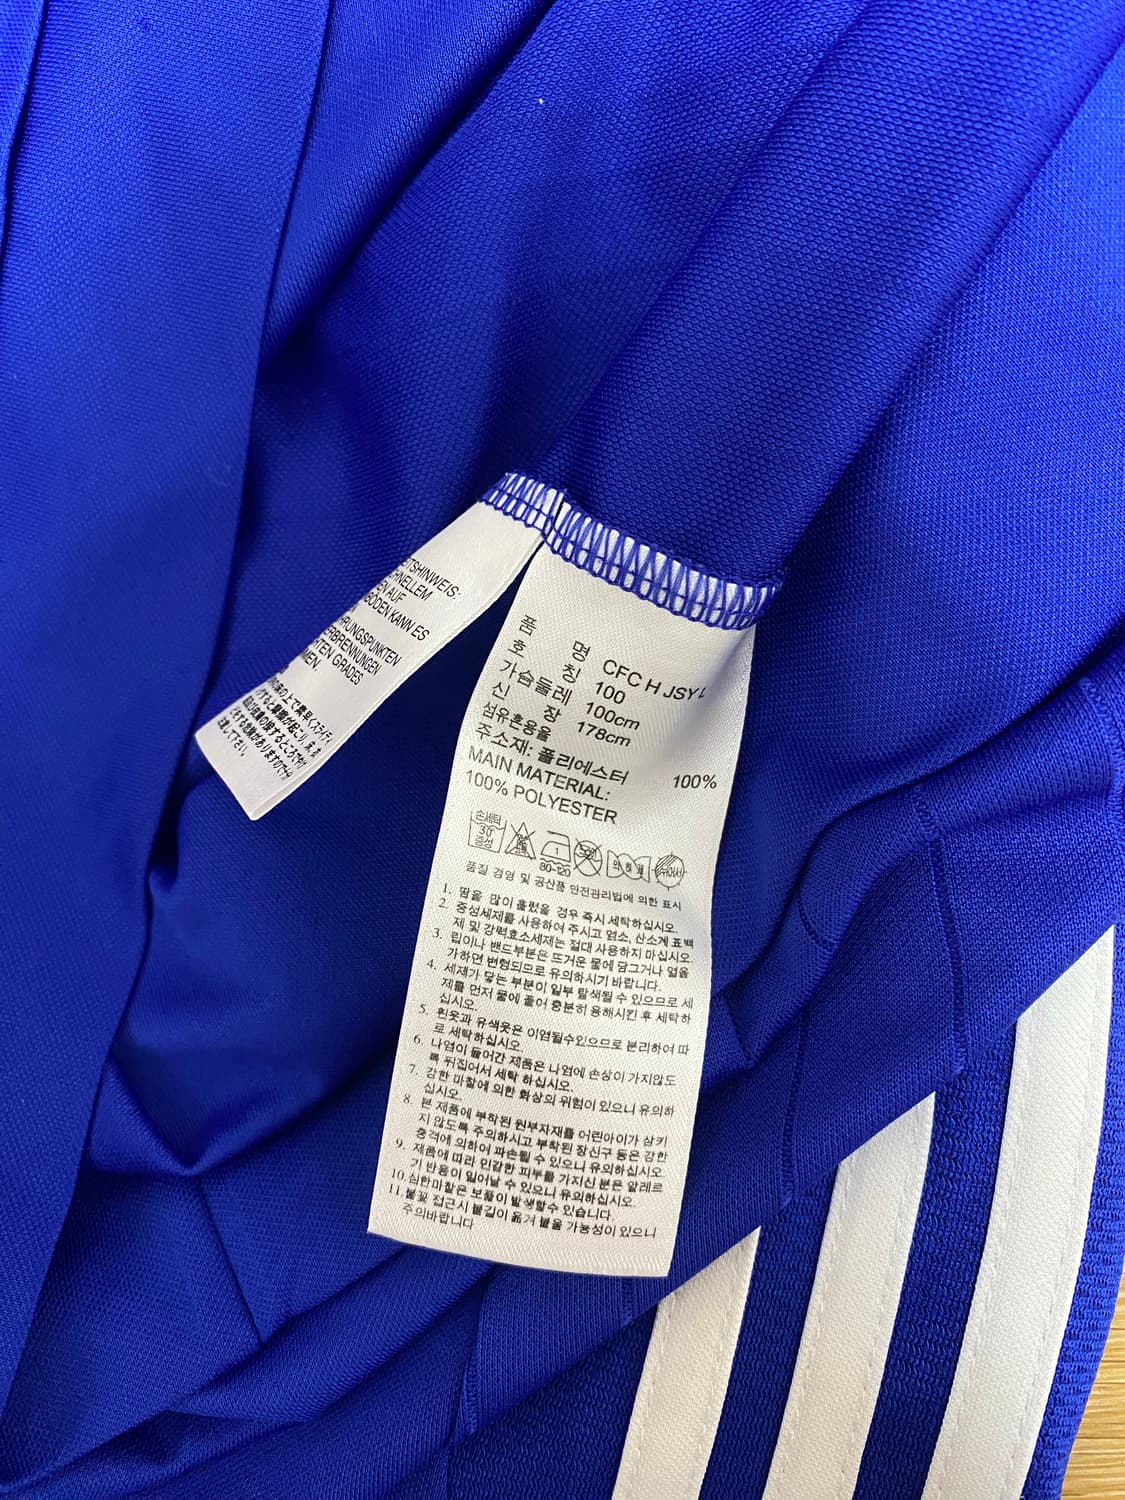 ITSHINWEIS:
HNELLEM
EN AUF
BÖDEN KANN ES
HRUNGSPUNKTEN
ERBRENNUNGEN
HTEN GRADES
MEN.
품 명 CFC H JSY L
호 칭 100
가슴둘레 100cm
신 장 178cm
섬유혼용율
주소재: 폴리에스터 100%
MAIN MATERIAL:
100% POLYESTER
손세탁
30
중성
1
80-120
품질 경영 및 공산품 안전관리법에 의한 표시
1. 땀을 많이 흘렸을 경우 즉시 세탁하십시오.
2. 중성세제를 사용하여 주시고 염소, 산소계 표백
제 및 강력효소세제는 절대 사용하지 마십시오.
3. 립이나 밴드부분은 뜨거운 물에 담그거나 열을
가하면 변형되므로 유의하시기 바랍니다.
4. 세제가 닿는 부분이 일부 탈색될 수 있으므로 세
제를 먼저 물에 풀어 충분히 용해시킨 후 세탁하
십시오.
5. 흰옷과 유색옷은 이염될수있으므로 분리하여 따
로 세탁하십시오.
6. 나염이 들어간 제품은 나염에 손상이 가지않도
록 뒤집어서 세탁 하십시오.
7. 강한 마찰에 의한 화상의 위험이 있으니 유의하
십시오.
8. 본 제품에 부착된 원부자재를 어린아이가 삼키
지 않도록 주의하시고 부착된 장신구 등은 강한
충격에 의하여 파손될 수 있으니 유의하십시오.
9. 제품에 따라 민감한 피부를 가지신 분은 알레르
기 반응이 일어날 수 있으니 유의하십시오.
10. 심한마찰은 보풀이 발생할수 있습니다.
11. 불꽃 접근시 불길이 옮겨 붙을 가능성이 있으니
주의바랍니다